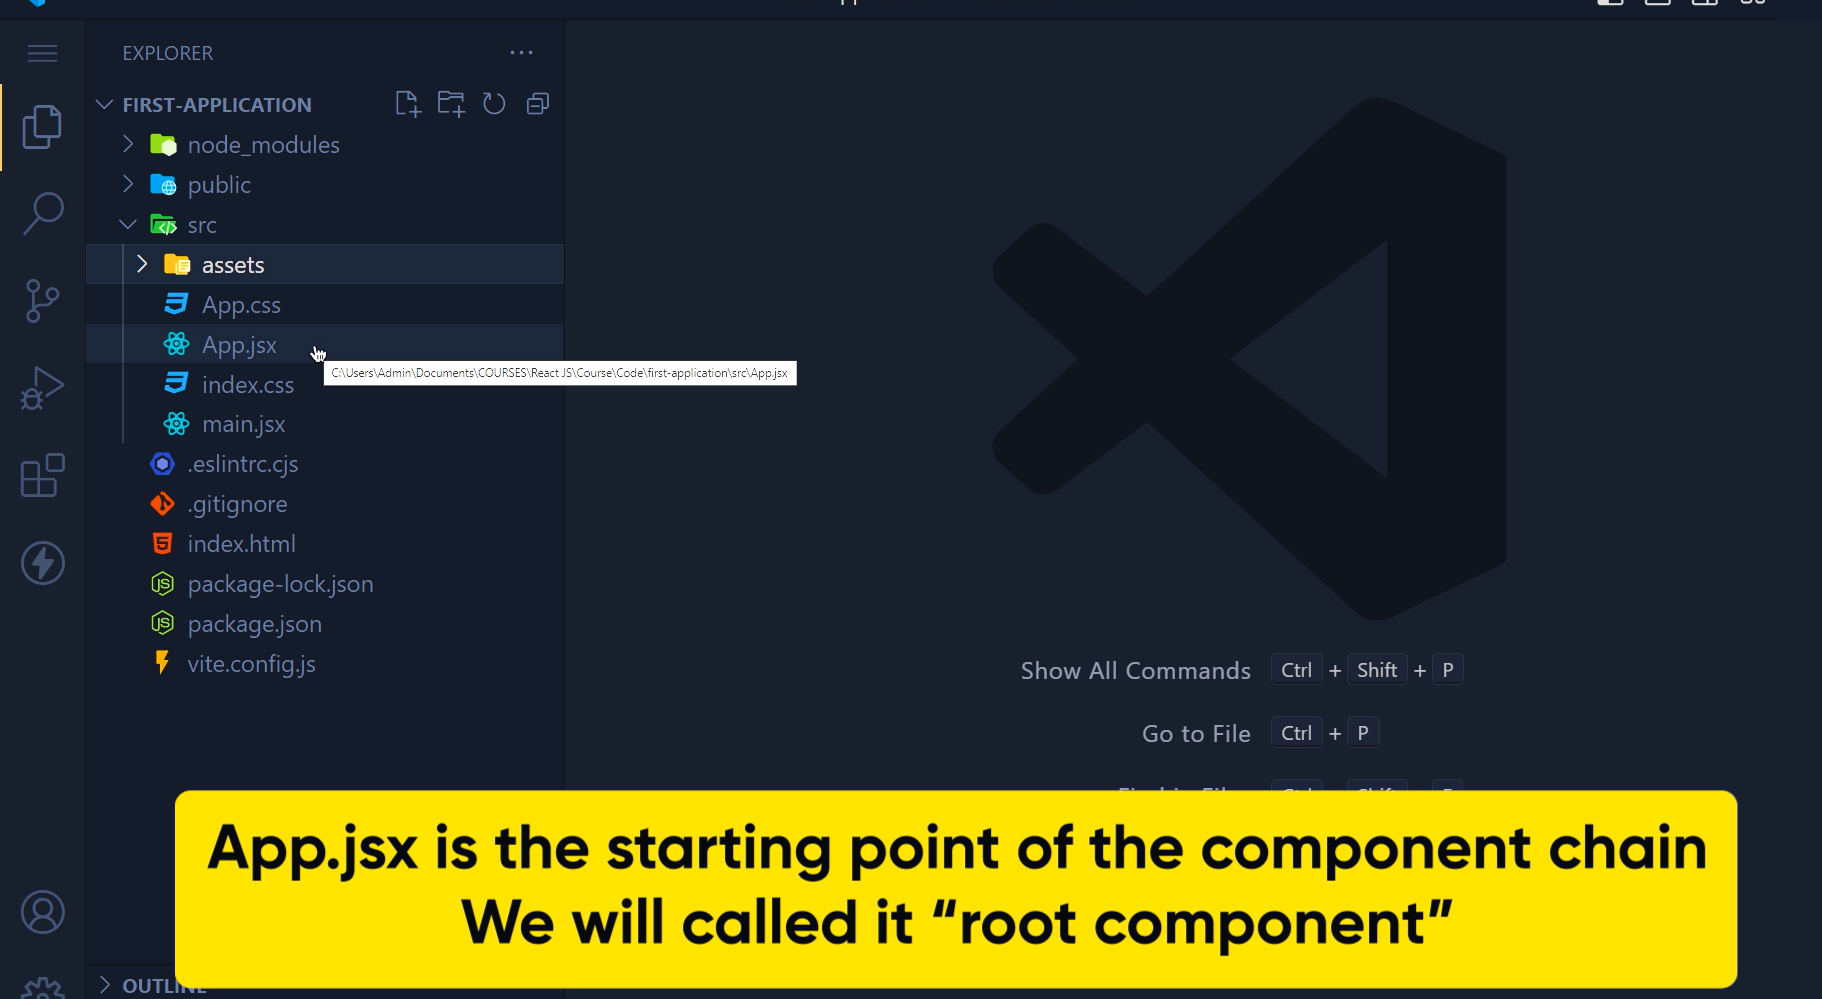 EXPLORER
FIRST-APPLICATION
node_modules
public
src
assets
App.css
App.jsx
C:\Users\Admin\Documents\COURSES\React JS\Course\Code\first-application\src\App.jsx
index.css
main.jsx
.eslintrc.cjs
.gitignore
index.html
package-lock.json
package.json
vite.config.js
Show All Commands Ctrl + Shift + P
Go to File Ctrl + P
App.jsx is the starting point of the component chain
We will called it “root component”
OUTLINE